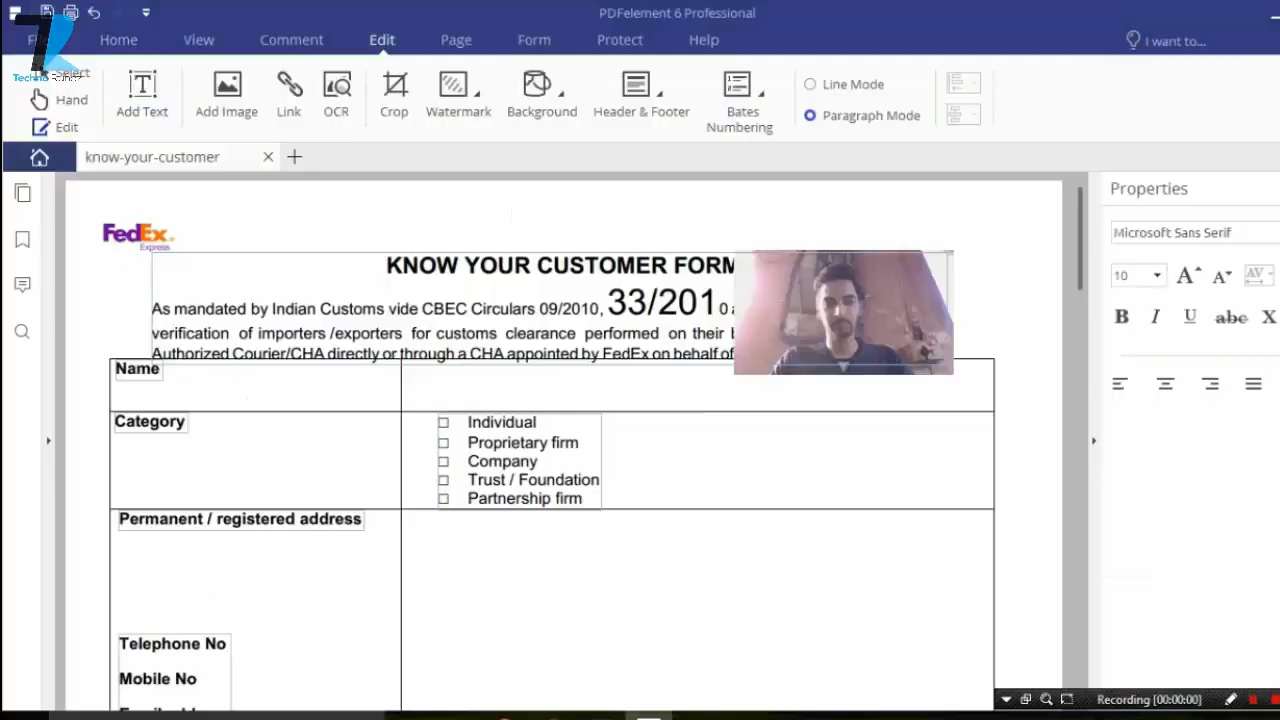 PDFelement 6 Professional
Home View Comment Edit Page Form Protect Help I want to...
Select
Hand
Edit
Add Text Add Image Link OCR Crop Watermark Background Header & Footer Bates Numbering
Line Mode
Paragraph Mode
know-your-customer
Properties
Microsoft Sans Serif
10
B I U abc X
FedEx
Express
KNOW YOUR CUSTOMER FORM
As mandated by Indian Customs vide CBEC Circulars 09/2010, 33/2010
verification of importers /exporters for customs clearance performed on their
Authorized Courier/CHA directly or through a CHA appointed by FedEx on behalf of
Name
Category
□ Individual
□ Proprietary firm
□ Company
□ Trust / Foundation
□ Partnership firm
Permanent / registered address
Telephone No
Mobile No
Recording [00:00:00]